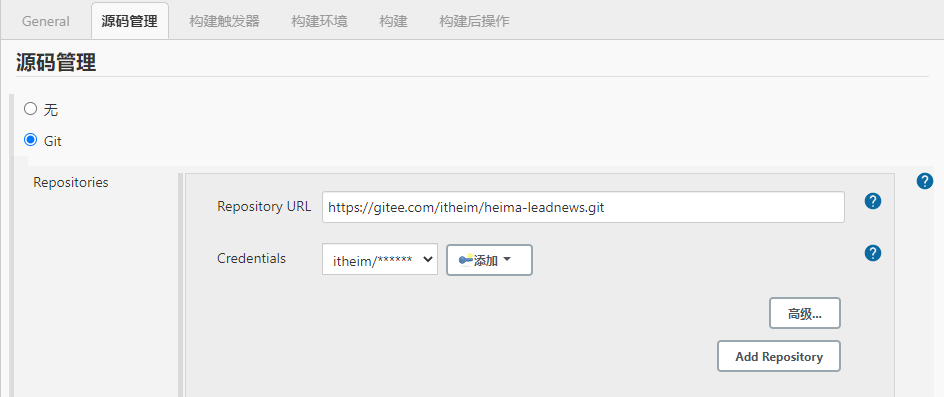 General 源码管理 构建触发器 构建环境 构建 构建后操作
源码管理
无
Git
Repositories
Repository URL https://gitee.com/itheim/heima-leadnews.git
Credentials itheim/****** 添加
高级...
Add Repository